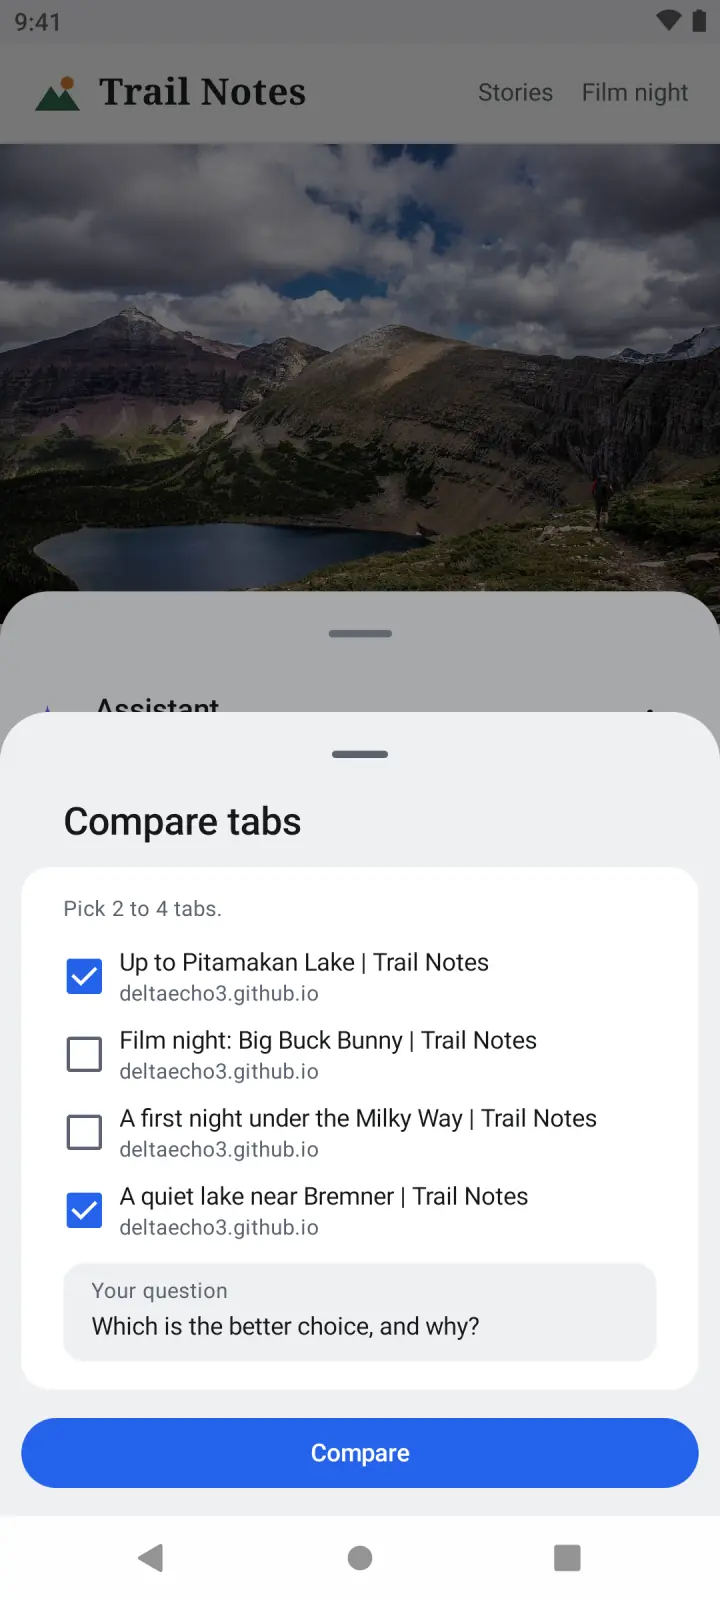 9:41
Trail Notes
Stories
Film night
Assistant
Compare tabs
Pick 2 to 4 tabs.
Up to Pitamakan Lake | Trail Notes
deltaecho3.github.io
Film night: Big Buck Bunny | Trail Notes
deltaecho3.github.io
A first night under the Milky Way | Trail Notes
deltaecho3.github.io
A quiet lake near Bremner | Trail Notes
deltaecho3.github.io
Your question
Which is the better choice, and why?
Compare